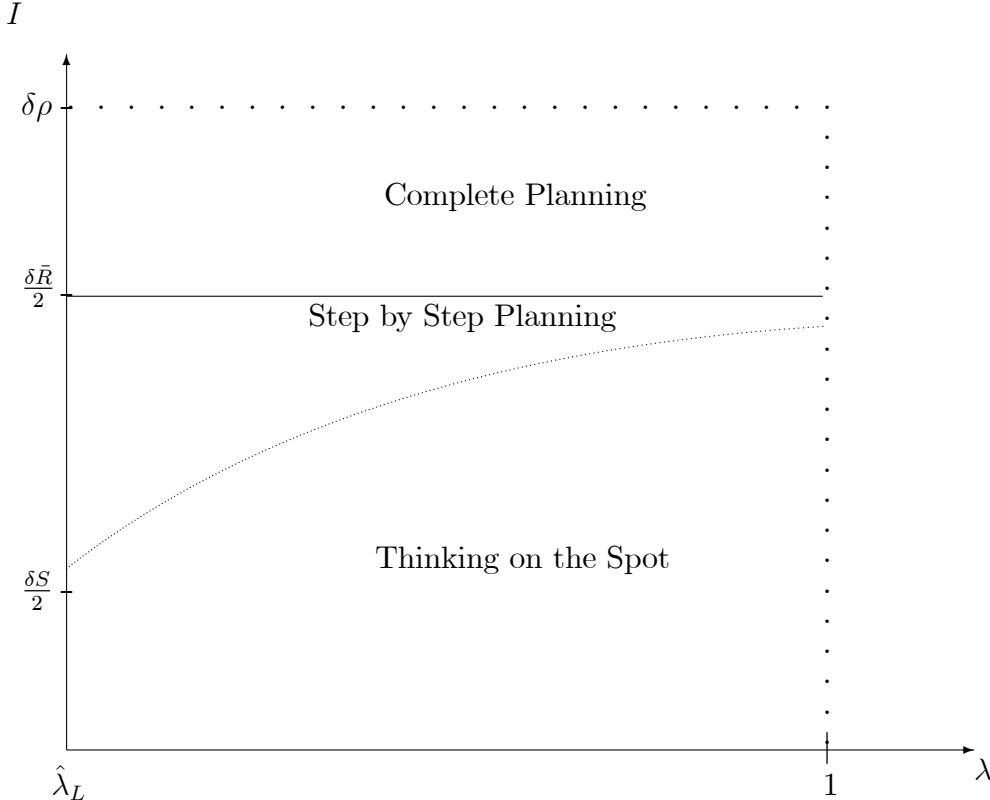 I
δρ
Complete Planning
δR̄/2
Step by Step Planning
Thinking on the Spot
δS/2
λ̂_L
1
λ